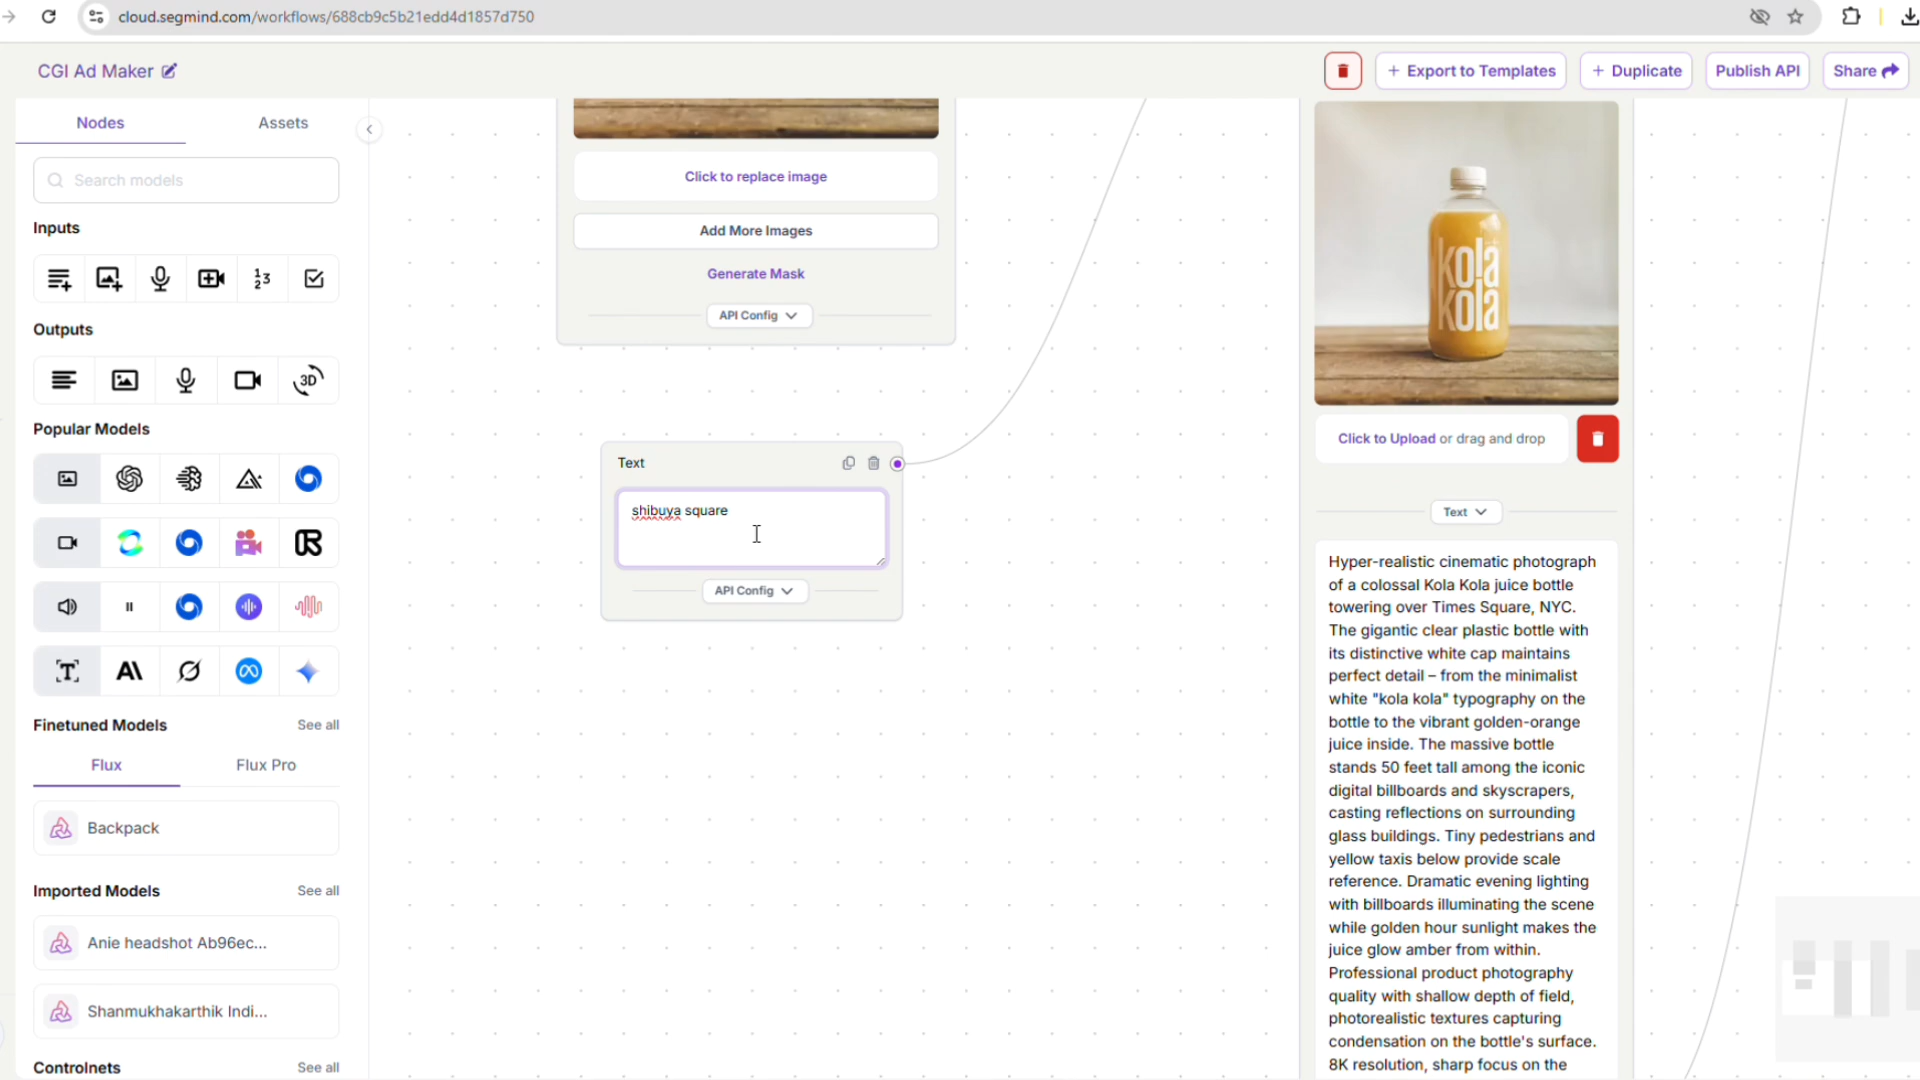 cloud.segmind.com/workflows/688cb9c5b21edd4d1857d750
CGI Ad Maker
+ Export to Templates
+ Duplicate
Publish API
Share
Nodes
Assets
Search models
Inputs
Outputs
3D
Popular Models
Finetuned Models
See all
Flux
Flux Pro
Backpack
Imported Models
See all
Anie headshot Ab96ec...
Shanmukhakarthik Indi...
Controlnets
See all
Click to replace image
Add More Images
Generate Mask
API Config
Text
shibuya square
API Config
kola
kola
Click to Upload or drag and drop
Text
Hyper-realistic cinematic photograph
of a colossal Kola Kola juice bottle
towering over Times Square, NYC.
The gigantic clear plastic bottle with
its distinctive white cap maintains
perfect detail – from the minimalist
white "kola kola" typography on the
bottle to the vibrant golden-orange
juice inside. The massive bottle
stands 50 feet tall among the iconic
digital billboards and skyscrapers,
casting reflections on surrounding
glass buildings. Tiny pedestrians and
yellow taxis below provide scale
reference. Dramatic evening lighting
with billboards illuminating the scene
while golden hour sunlight makes the
juice glow amber from within.
Professional product photography
quality with shallow depth of field,
photorealistic textures capturing
condensation on the bottle's surface.
8K resolution, sharp focus on the